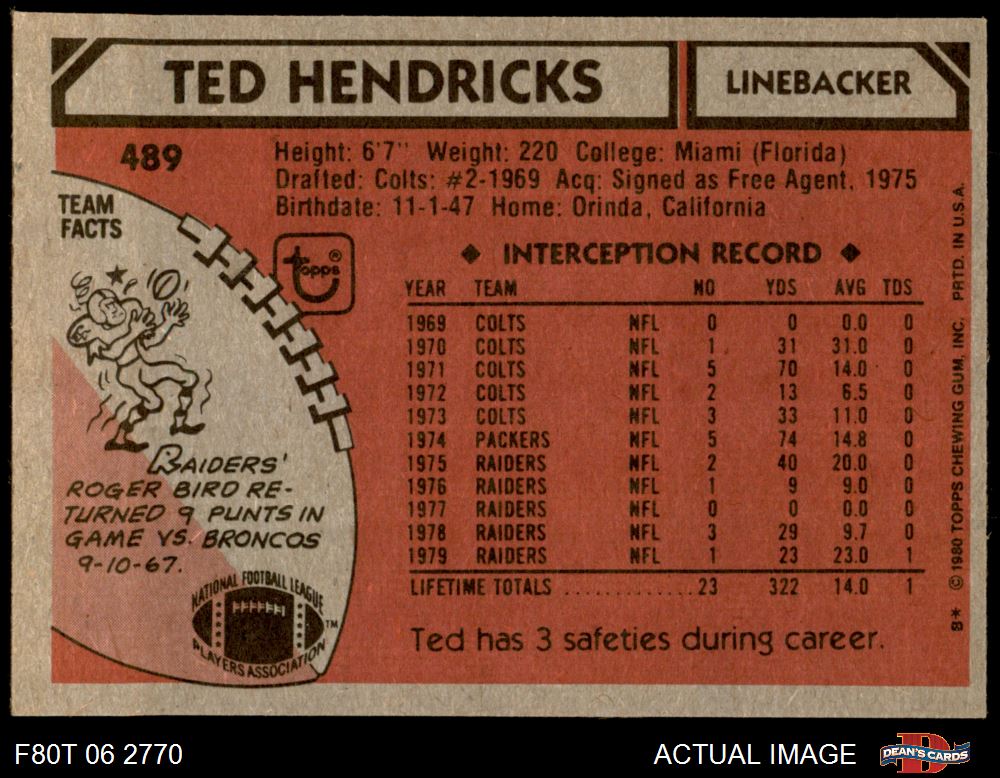 TED HENDRICKS
LINEBACKER
489
Height: 6'7" Weight: 220 College: Miami (Florida)
Drafted: Colts: #2-1969 Acq: Signed as Free Agent, 1975
Birthdate: 11-1-47 Home: Orinda, California
TEAM
FACTS
topps®
◆ INTERCEPTION RECORD ◆
YEAR TEAM NO YDS AVG TDS
1969 COLTS NFL 0 0 0.0 0
1970 COLTS NFL 1 31 31.0 0
1971 COLTS NFL 5 70 14.0 0
1972 COLTS NFL 2 13 6.5 0
1973 COLTS NFL 3 33 11.0 0
1974 PACKERS NFL 5 74 14.8 0
1975 RAIDERS NFL 2 40 20.0 0
1976 RAIDERS NFL 1 9 9.0 0
1977 RAIDERS NFL 0 0 0.0 0
1978 RAIDERS NFL 3 29 9.7 0
1979 RAIDERS NFL 1 23 23.0 1
LIFETIME TOTALS ............. 23 322 14.0 1
Ted has 3 safeties during career.
RAIDERS'
ROGER BIRD RE-
TURNED 9 PUNTS IN
GAME VS. BRONCOS
9-10-67.
NATIONAL FOOTBALL LEAGUE
PLAYERS ASSOCIATION
TM
8* © 1980 TOPPS CHEWING GUM, INC. PRTD. IN U.S.A.
F80T 06 2770
ACTUAL IMAGE
D
DEAN'S CARDS